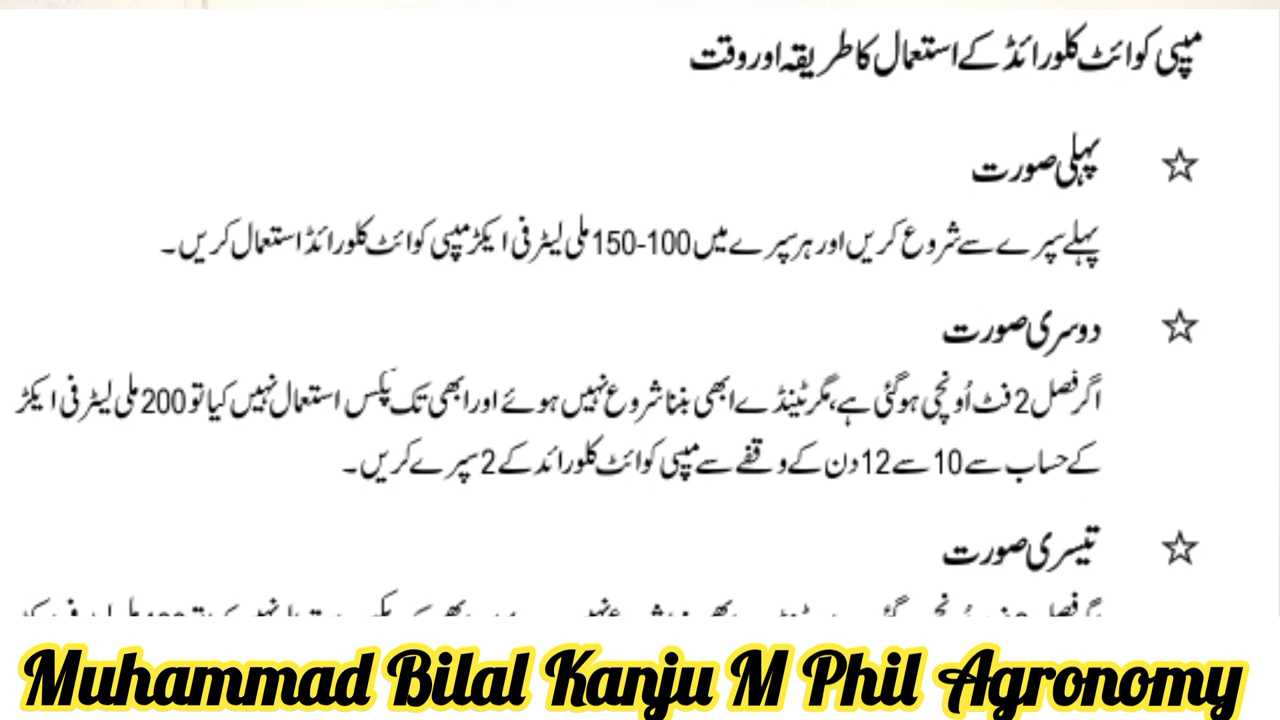 میپی کوائٹ کلورائڈ کے استعمال کا طریقہ اور وقت
☆ پہلی صورت
پہلے سپرے سے شروع کریں اور ہر سپرے میں 100-150 ملی لیٹر فی ایکڑ میپی کوائٹ کلورائڈ استعمال کریں۔
☆ دوسری صورت
اگر فصل 2 فٹ اُونچی ہوگئی ہے، مگر ٹینڈے ابھی بننا شروع نہیں ہوئے اور ابھی تک پکس استعمال نہیں کیا تو 200 ملی لیٹر فی ایکڑ
کے حساب سے 10 سے 12 دن کے وقفے سے میپی کوائٹ کلورائد کے 2 سپرے کریں۔
☆ تیسری صورت
Muhammad Bilal Kanju M Phil Agronomy